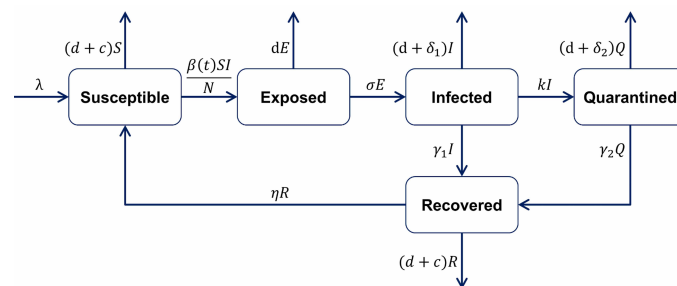 (d + c)S
dE
(d + δ₁)I
(d + δ₂)Q
λ
Susceptible
β(t)SI
N
Exposed
σE
Infected
kI
Quarantined
γ₁I
γ₂Q
ηR
Recovered
(d + c)R